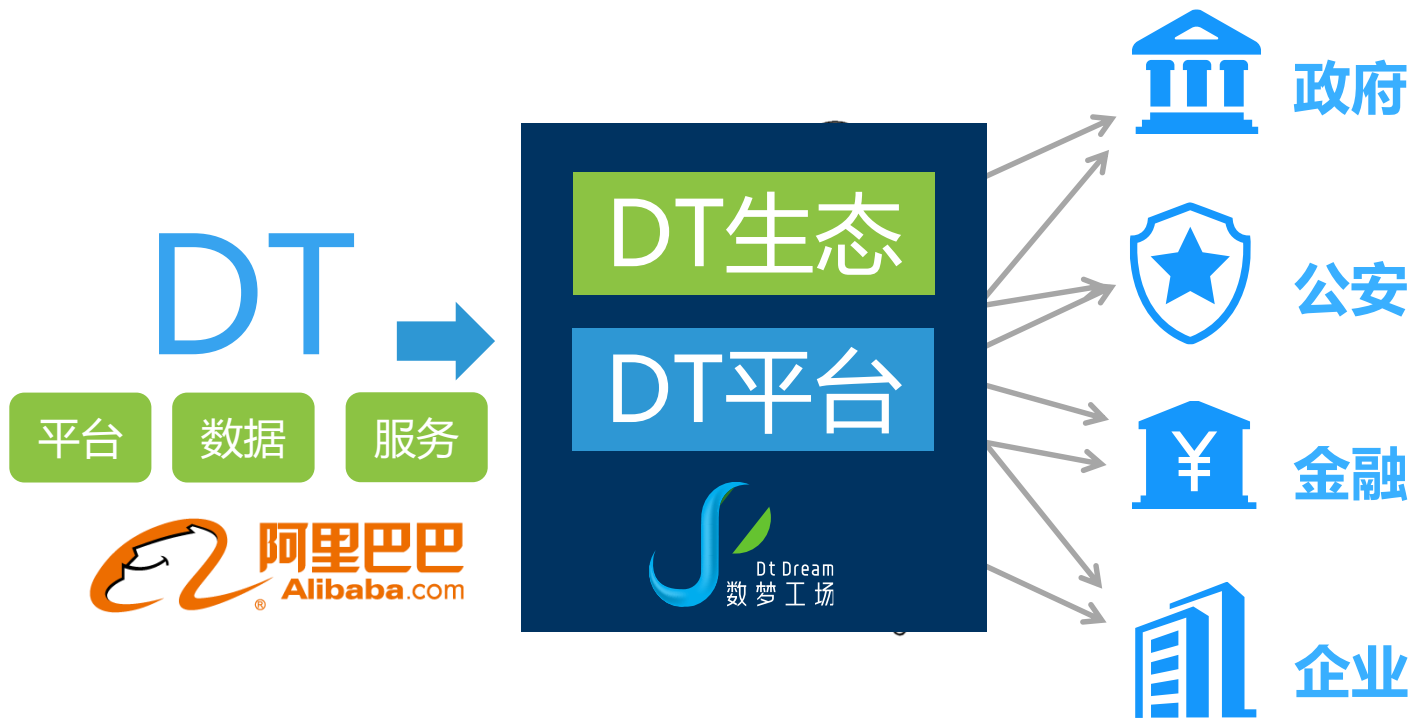 DT
平台
数据
服务
阿里巴巴
Alibaba.com
®
DT生态
DT平台
Dt Dream
数梦工场
政府
公安
¥
金融
企业